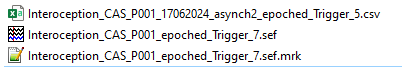 Interoception_CAS_P001_17062024_asynch2_epoched_Trigger_5.csv
Interoception_CAS_P001_epoched_Trigger_7.sef
Interoception_CAS_P001_epoched_Trigger_7.sef.mrk